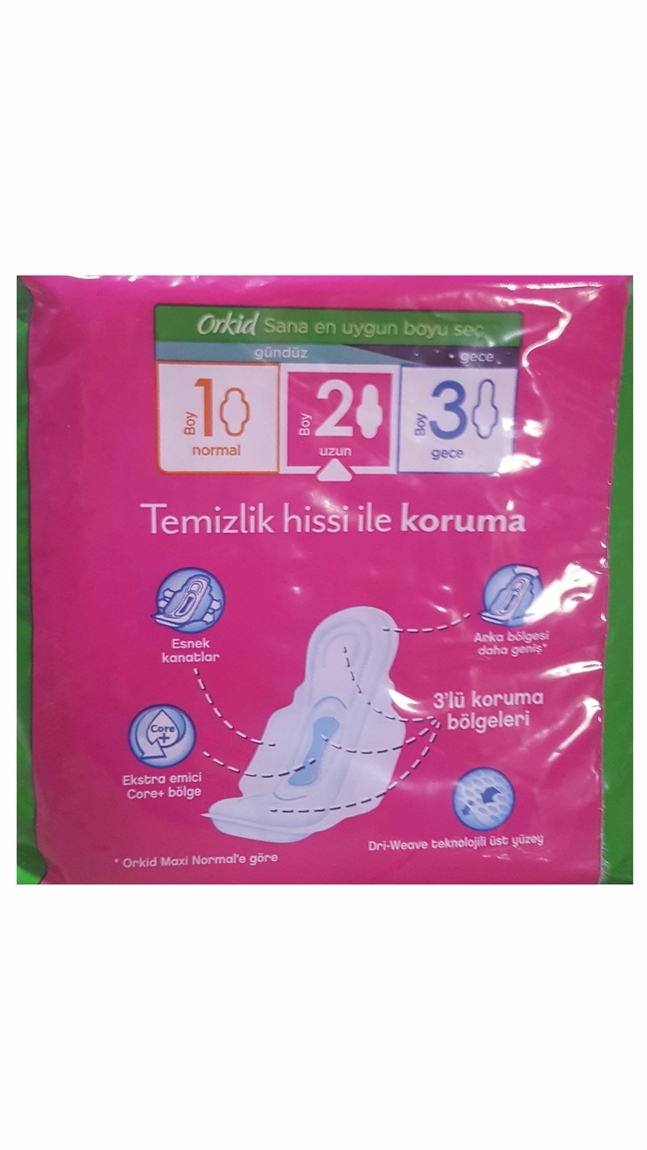 Orkid Sana en uygun boyu seç
gündüz
gece
Boy 1
normal
Boy 2
uzun
Boy 3
gece
Temizlik hissi ile koruma
Esnek
kanatlar
Arka bölgesi
daha geniş*
3'lü koruma
bölgeleri
Core
+
Ekstra emici
Core+ bölge
Dri-Weave teknolojili üst yüzey
* Orkid Maxi Normal'e göre